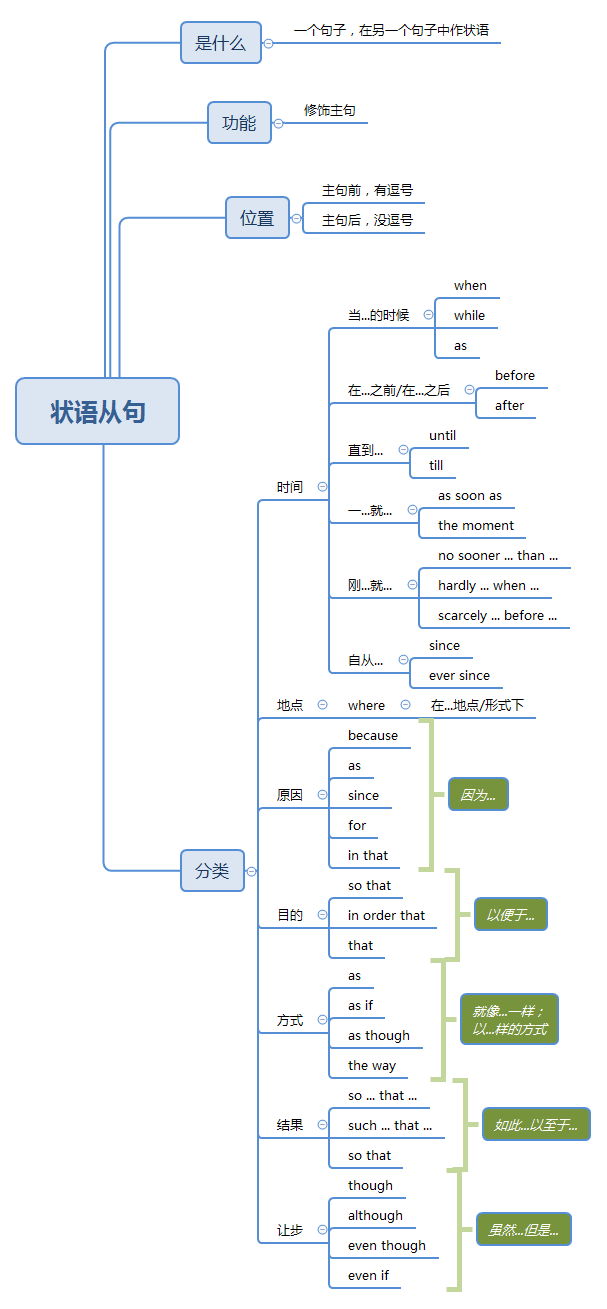 是什么
一个句子，在另一个句子中作状语
功能
修饰主句
位置
主句前，有逗号
主句后，没逗号
状语从句
分类
时间
当...的时候
when
while
as
在...之前/在...之后
before
after
直到...
until
till
一...就...
as soon as
the moment
刚...就...
no sooner ... than ...
hardly ... when ...
scarcely ... before ...
自从...
since
ever since
地点
where
在...地点/形式下
原因
because
as
since
for
in that
因为...
目的
so that
in order that
that
以便于...
方式
as
as if
as though
the way
就像...一样；
以...样的方式
结果
so ... that ...
such ... that ...
so that
如此...以至于...
让步
though
although
even though
even if
虽然...但是...